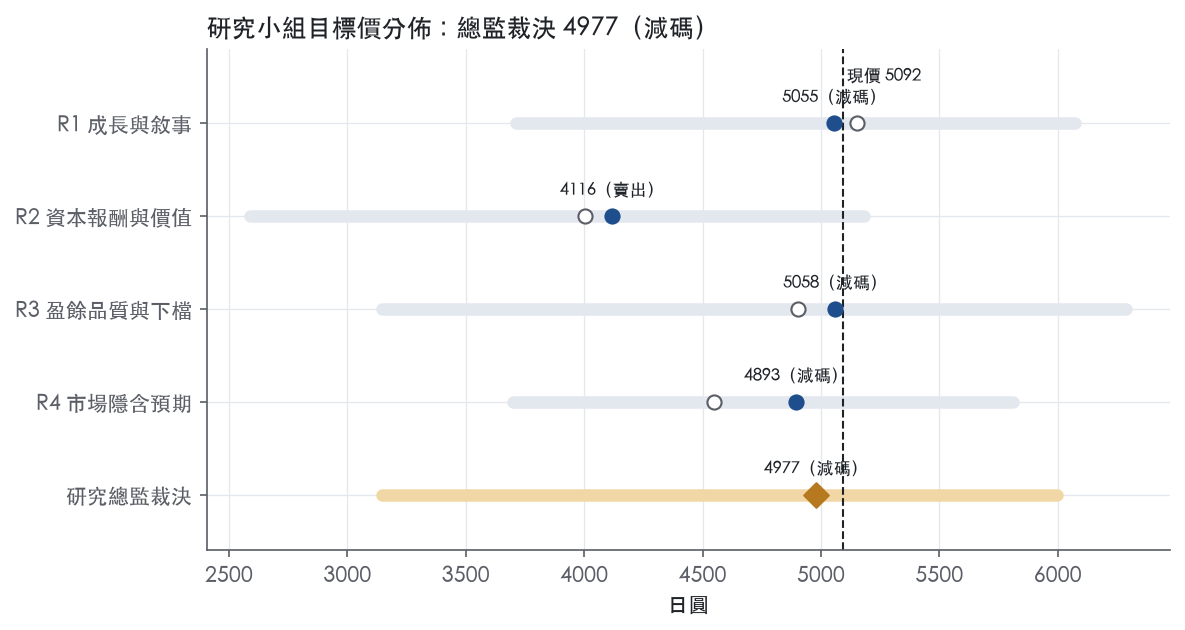 研究小組目標價分佈：總監裁決 4977（減碼）
現價 5092
5055（減碼）
R1 成長與敘事
4116（賣出）
R2 資本報酬與價值
5058（減碼）
R3 盈餘品質與下檔
4893（減碼）
R4 市場隱含預期
4977（減碼）
研究總監裁決
2500 3000 3500 4000 4500 5000 5500 6000
日圓